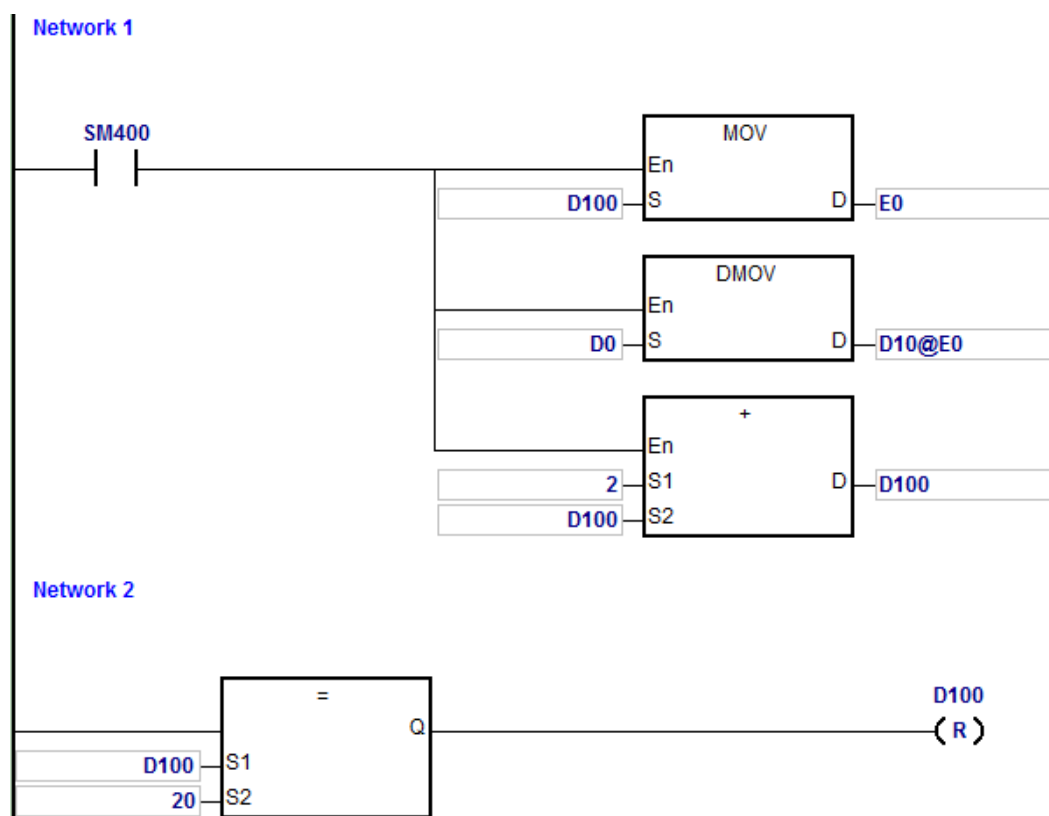 Network 1
SM400
MOV
En
D100 S D E0
DMOV
En
D0 S D D10@E0
+
En
2 S1 D D100
D100 S2
Network 2
=
D100
Q
( R )
D100 S1
20 S2